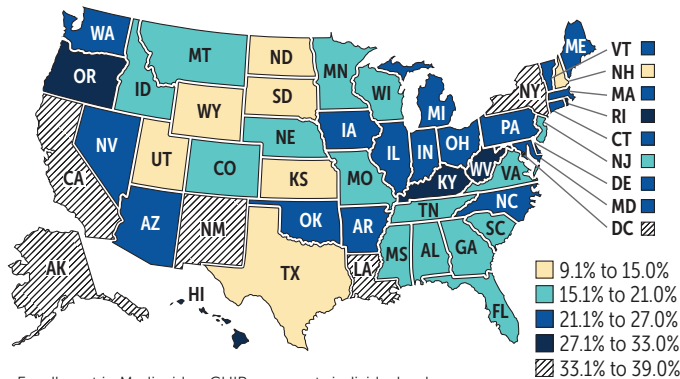 WA
MT
ND
MN
OR
ID
SD
WI
WY
NV
UT
CO
NE
IA
KS
MO
IL
IN
MI
OH
PA
NY
ME
KY
WV
VA
NC
TN
SC
CA
AZ
NM
OK
AR
TX
LA
MS
AL
GA
FL
AK
HI
VT
NH
MA
RI
CT
NJ
DE
MD
DC
9.1% to 15.0%
15.1% to 21.0%
21.1% to 27.0%
27.1% to 33.0%
33.1% to 39.0%